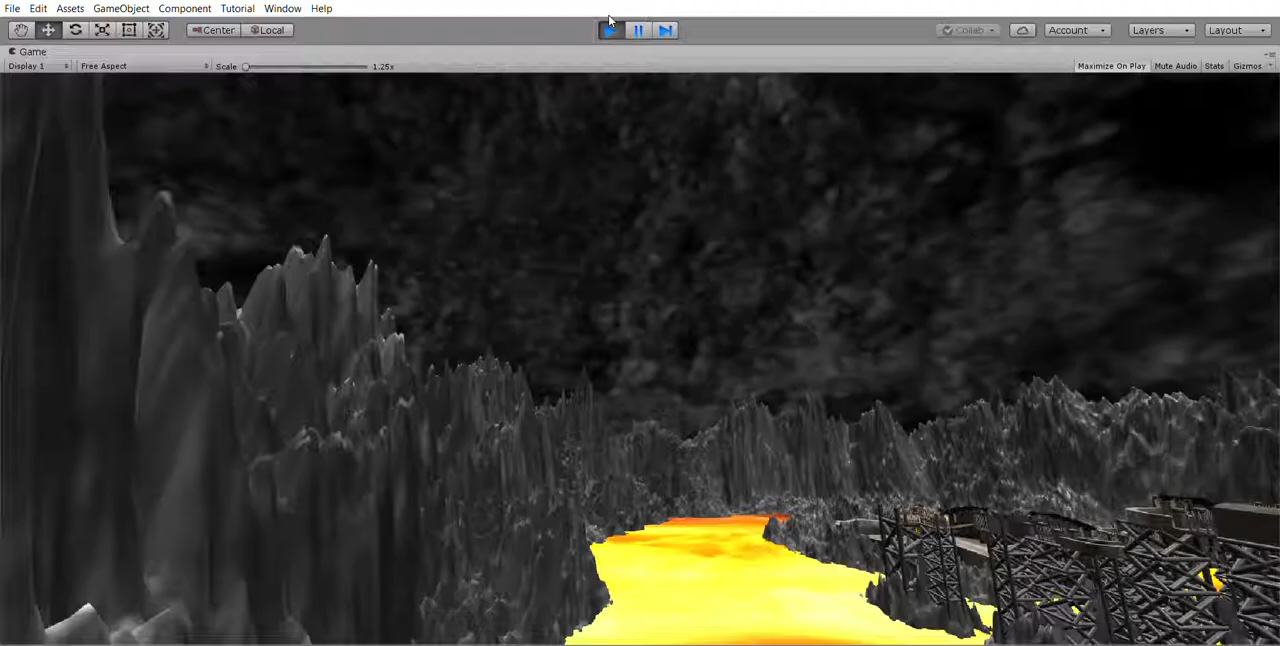 File Edit Assets GameObject Component Tutorial Window Help
Center Local Collab Account Layers Layout
Game
Display 1 Free Aspect Scale 1.25x Maximize On Play Mute Audio Stats Gizmos